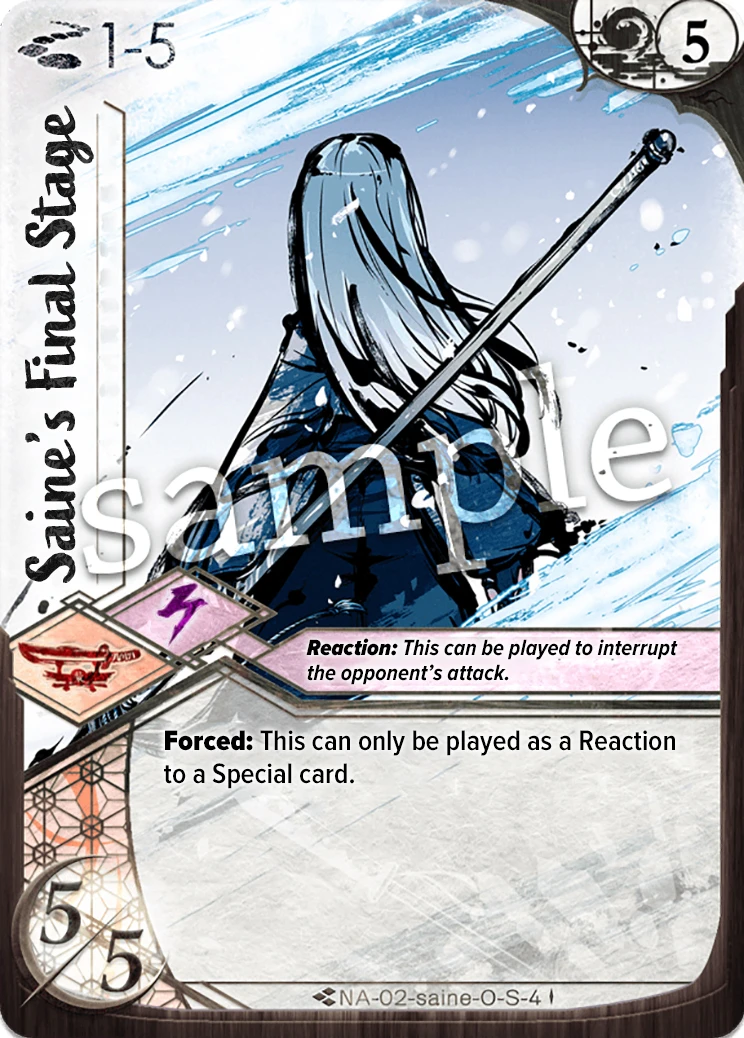 1-5
5
Saine's Final Stage
sample
Reaction: This can be played to interrupt
the opponent's attack.
Forced: This can only be played as a Reaction
to a Special card.
5/5
NA-02-saine-O-S-4